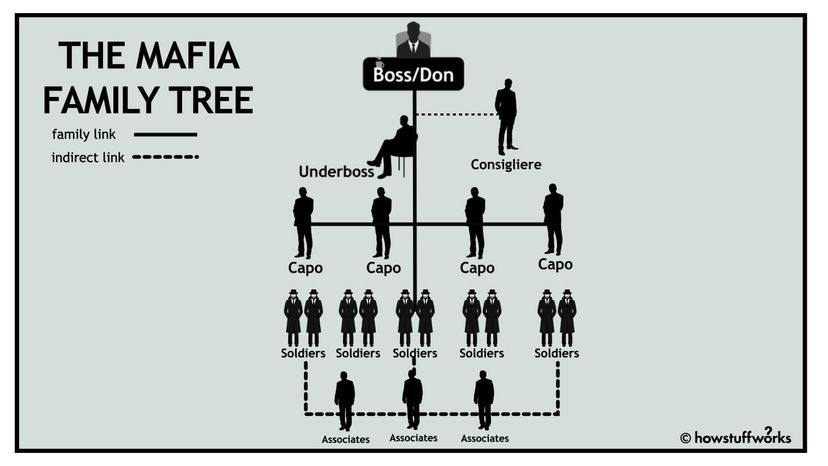 THE MAFIA
FAMILY TREE
family link
indirect link
Boss/Don
Underboss
Consigliere
Capo
Capo
Capo
Capo
Soldiers
Soldiers
Soldiers
Soldiers
Soldiers
Associates
Associates
Associates
© howstuffworks